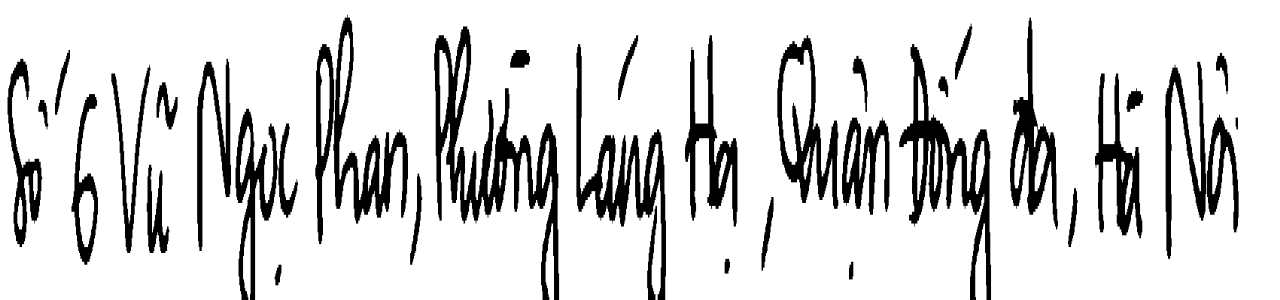 Số 6 Vũ Ngọc Phan, Phường Láng Hạ, Quận Đống đa, Hà Nội